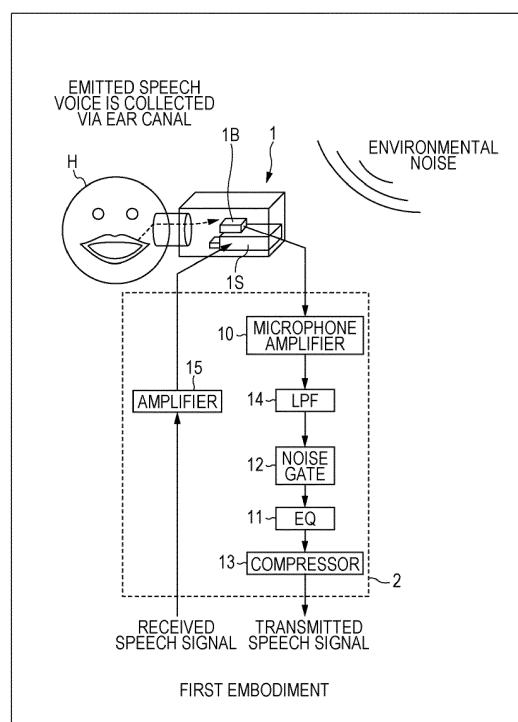 EMITTED SPEECH
VOICE IS COLLECTED
VIA EAR CANAL
1B
1
ENVIRONMENTAL
NOISE
H
1S
10
MICROPHONE
AMPLIFIER
15
AMPLIFIER
14
LPF
12
NOISE
GATE
11
EQ
13
COMPRESSOR
2
RECEIVED
SPEECH SIGNAL
TRANSMITTED
SPEECH SIGNAL
FIRST EMBODIMENT